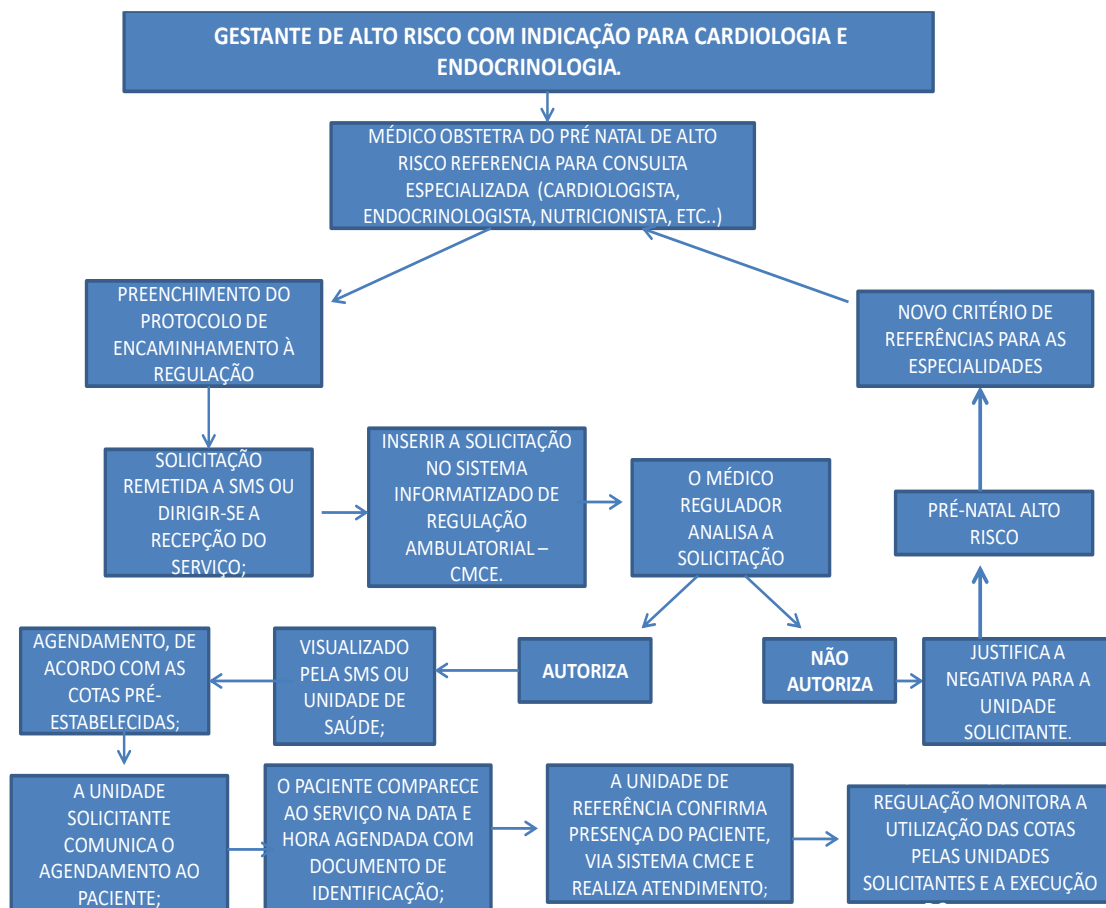 GESTANTE DE ALTO RISCO COM INDICAÇÃO PARA CARDIOLOGIA E
ENDOCRINOLOGIA.
MÉDICO OBSTETRA DO PRÉ NATAL DE ALTO
RISCO REFERENCIA PARA CONSULTA
ESPECIALIZADA (CARDIOLOGISTA,
ENDOCRINOLOGISTA, NUTRICIONISTA, ETC..)
PREENCHIMENTO DO
PROTOCOLO DE
ENCAMINHAMENTO À
REGULAÇÃO
NOVO CRITÉRIO DE
REFERÊNCIAS PARA AS
ESPECIALIDADES
SOLICITAÇÃO
REMETIDA A SMS OU
DIRIGIR-SE A
RECEPÇÃO DO
SERVIÇO;
INSERIR A SOLICITAÇÃO
NO SISTEMA
INFORMATIZADO DE
REGULAÇÃO
AMBULATORIAL –
CMCE.
O MÉDICO
REGULADOR
ANALISA A
SOLICITAÇÃO
PRÉ-NATAL ALTO
RISCO
AGENDAMENTO, DE
ACORDO COM AS
COTAS PRÉ-
ESTABELECIDAS;
VISUALIZADO
PELA SMS OU
UNIDADE DE
SAÚDE;
AUTORIZA
NÃO
AUTORIZA
JUSTIFICA A
NEGATIVA PARA A
UNIDADE
SOLICITANTE.
A UNIDADE
SOLICITANTE
COMUNICA O
AGENDAMENTO AO
PACIENTE;
O PACIENTE COMPARECE
AO SERVIÇO NA DATA E
HORA AGENDADA COM
DOCUMENTO DE
IDENTIFICAÇÃO;
A UNIDADE DE
REFERÊNCIA CONFIRMA
PRESENÇA DO PACIENTE,
VIA SISTEMA CMCE E
REALIZA ATENDIMENTO;
REGULAÇÃO MONITORA A
UTILIZAÇÃO DAS COTAS
PELAS UNIDADES
SOLICITANTES E A EXECUÇÃO